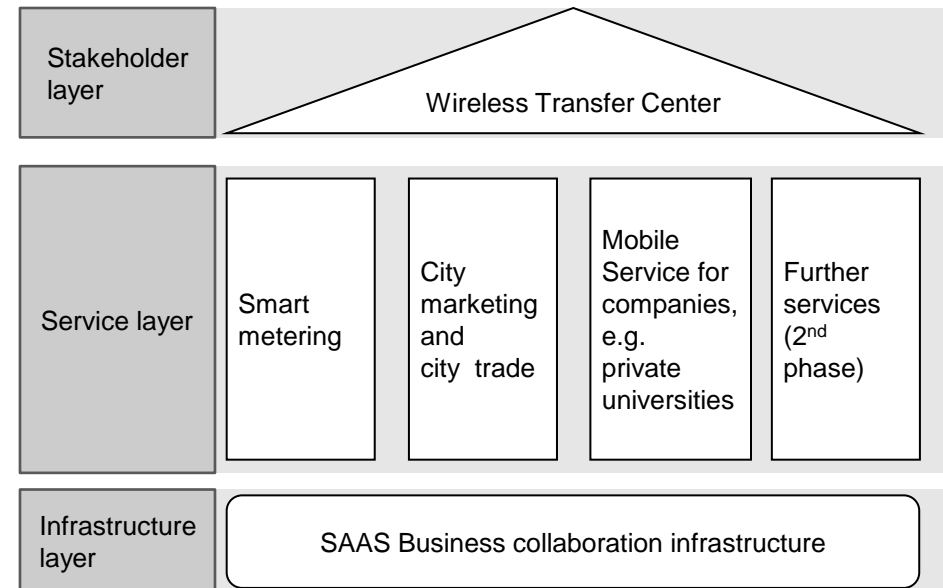 Stakeholder
layer
Wireless Transfer Center
Service layer
Smart
metering
City
marketing
and
city trade
Mobile
Service for
companies,
e.g.
private
universities
Further
services
(2nd
phase)
Infrastructure
layer
SAAS Business collaboration infrastructure